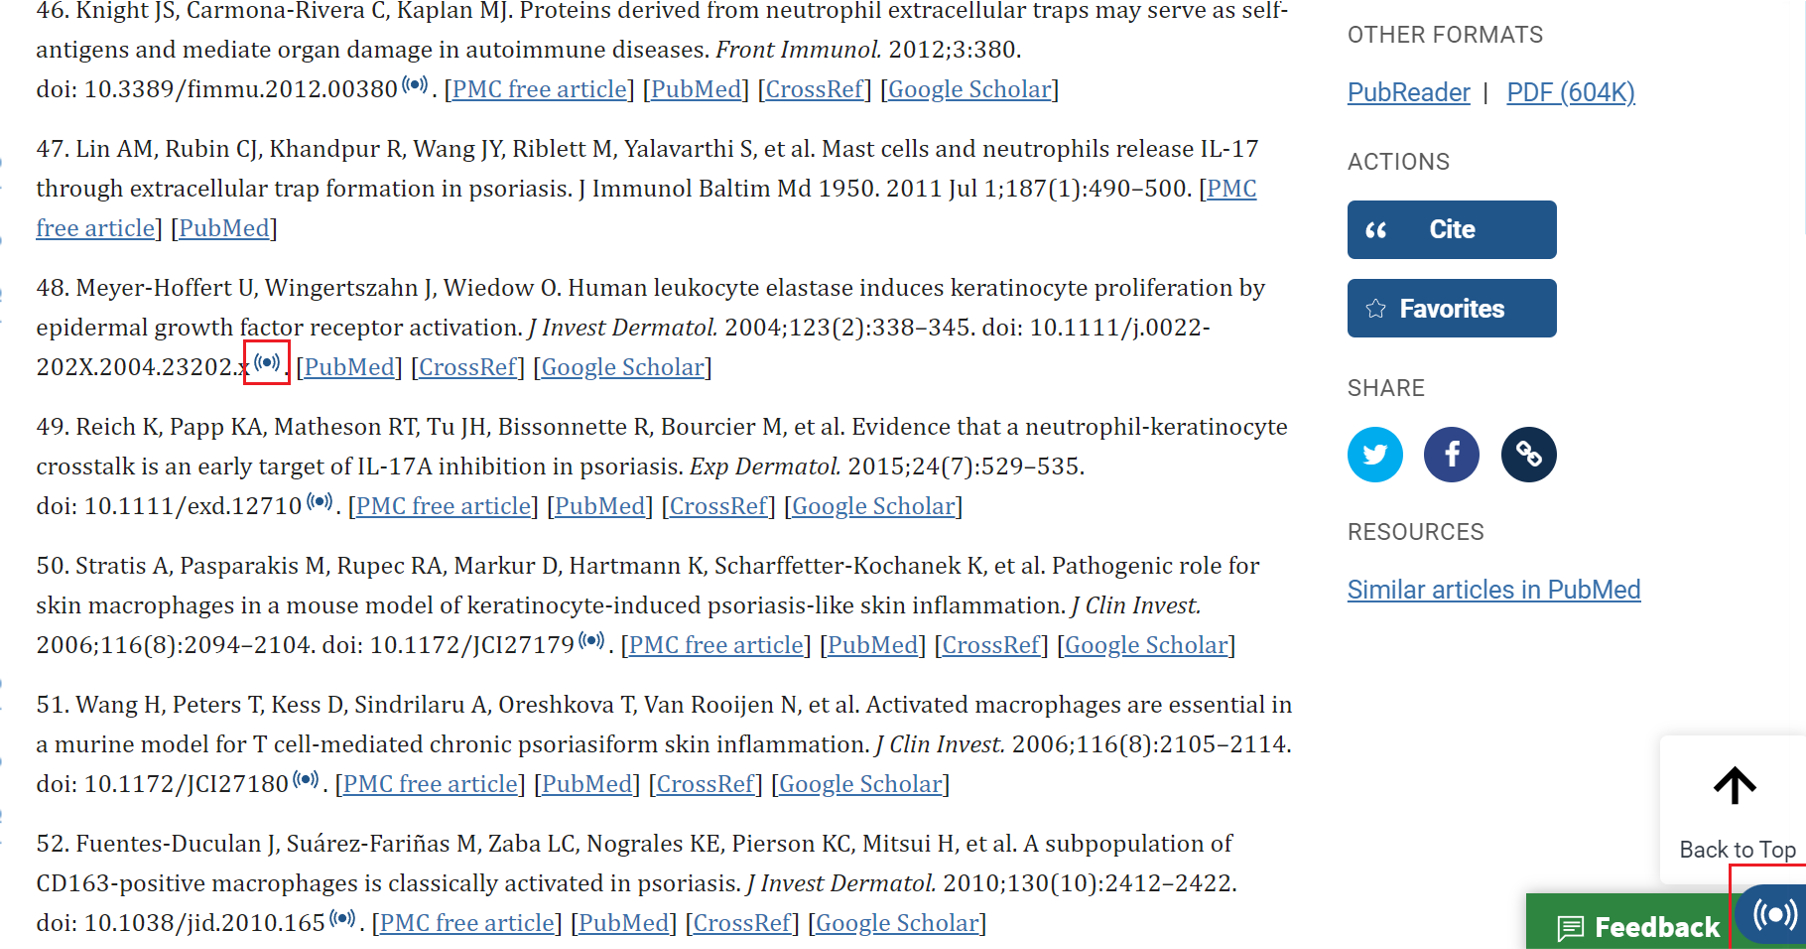 46. Knight JS, Carmona-Rivera C, Kaplan MJ. Proteins derived from neutrophil extracellular traps may serve as self-
antigens and mediate organ damage in autoimmune diseases. Front Immunol. 2012;3:380.
doi: 10.3389/fimmu.2012.00380 . [PMC free article] [PubMed] [CrossRef] [Google Scholar]
47. Lin AM, Rubin CJ, Khandpur R, Wang JY, Riblett M, Yalavarthi S, et al. Mast cells and neutrophils release IL-17
through extracellular trap formation in psoriasis. J Immunol Baltim Md 1950. 2011 Jul 1;187(1):490–500. [PMC
free article] [PubMed]
48. Meyer-Hoffert U, Wingertszahn J, Wiedow O. Human leukocyte elastase induces keratinocyte proliferation by
epidermal growth factor receptor activation. J Invest Dermatol. 2004;123(2):338–345. doi: 10.1111/j.0022-
202X.2004.23202.x . [PubMed] [CrossRef] [Google Scholar]
49. Reich K, Papp KA, Matheson RT, Tu JH, Bissonnette R, Bourcier M, et al. Evidence that a neutrophil-keratinocyte
crosstalk is an early target of IL-17A inhibition in psoriasis. Exp Dermatol. 2015;24(7):529–535.
doi: 10.1111/exd.12710 . [PMC free article] [PubMed] [CrossRef] [Google Scholar]
50. Stratis A, Pasparakis M, Rupec RA, Markur D, Hartmann K, Scharffetter-Kochanek K, et al. Pathogenic role for
skin macrophages in a mouse model of keratinocyte-induced psoriasis-like skin inflammation. J Clin Invest.
2006;116(8):2094–2104. doi: 10.1172/JCI27179 . [PMC free article] [PubMed] [CrossRef] [Google Scholar]
51. Wang H, Peters T, Kess D, Sindrilaru A, Oreshkova T, Van Rooijen N, et al. Activated macrophages are essential in
a murine model for T cell-mediated chronic psoriasiform skin inflammation. J Clin Invest. 2006;116(8):2105–2114.
doi: 10.1172/JCI27180 . [PMC free article] [PubMed] [CrossRef] [Google Scholar]
52. Fuentes-Duculan J, Suárez-Fariñas M, Zaba LC, Nograles KE, Pierson KC, Mitsui H, et al. A subpopulation of
CD163-positive macrophages is classically activated in psoriasis. J Invest Dermatol. 2010;130(10):2412–2422.
doi: 10.1038/jid.2010.165 . [PMC free article] [PubMed] [CrossRef] [Google Scholar]
OTHER FORMATS
PubReader | PDF (604K)
ACTIONS
Cite
Favorites
SHARE
RESOURCES
Similar articles in PubMed
Back to Top
Feedback